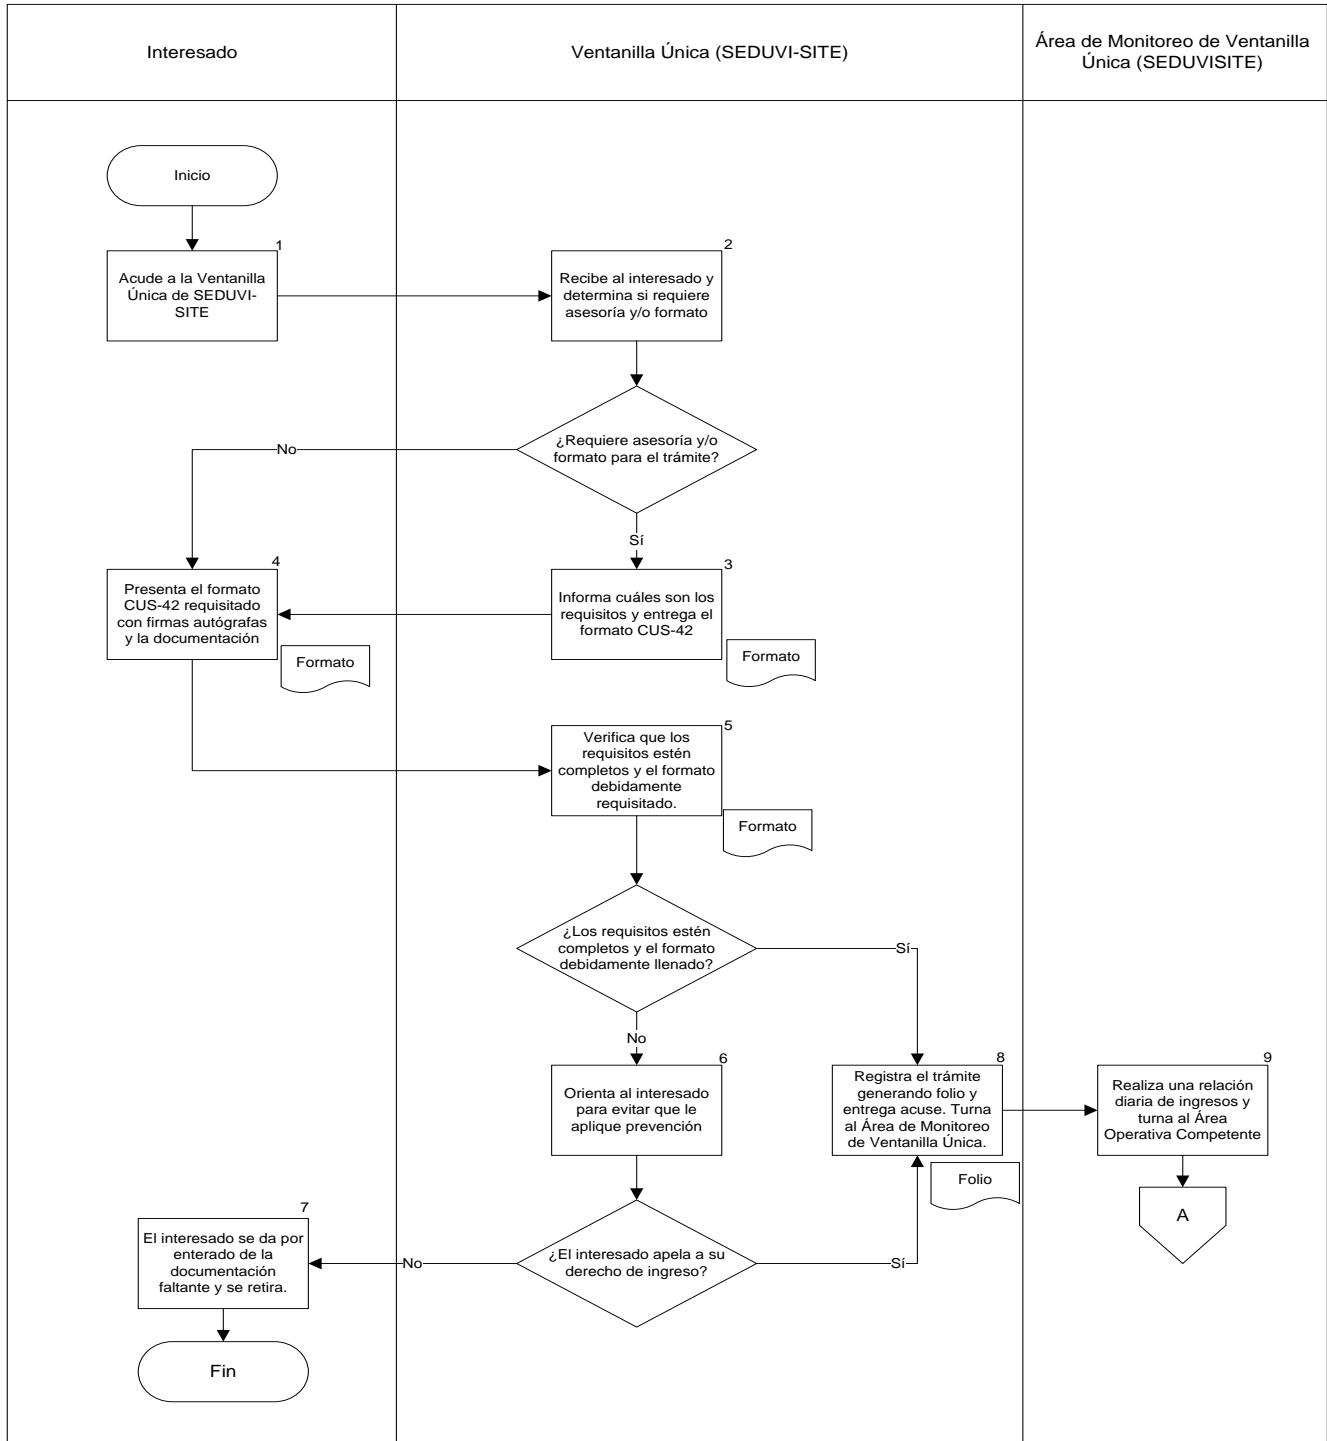 Interesado
Ventanilla Única (SEDUVI-SITE)
Área de Monitoreo de Ventanilla
Única (SEDUVISITE)
Inicio
1
Acude a la Ventanilla
Única de SEDUVI-
SITE
2
Recibe al interesado y
determina si requiere
asesoría y/o formato
¿Requiere asesoría y/o
formato para el trámite?
No
Sí
4
Presenta el formato
CUS-42 requisitado
con firmas autógrafas
y la documentación
Formato
3
Informa cuáles son los
requisitos y entrega el
formato CUS-42
Formato
5
Verifica que los
requisitos estén
completos y el formato
debidamente
requisitado.
Formato
¿Los requisitos estén
completos y el formato
debidamente llenado?
Sí
No
6
Orienta al interesado
para evitar que le
aplique prevención
8
Registra el trámite
generando folio y
entrega acuse. Turna
al Área de Monitoreo
de Ventanilla Única.
Folio
9
Realiza una relación
diaria de ingresos y
turna al Área
Operativa Competente
A
7
El interesado se da por
enterado de la
documentación
faltante y se retira.
No
¿El interesado apela a su
derecho de ingreso?
Sí
Fin